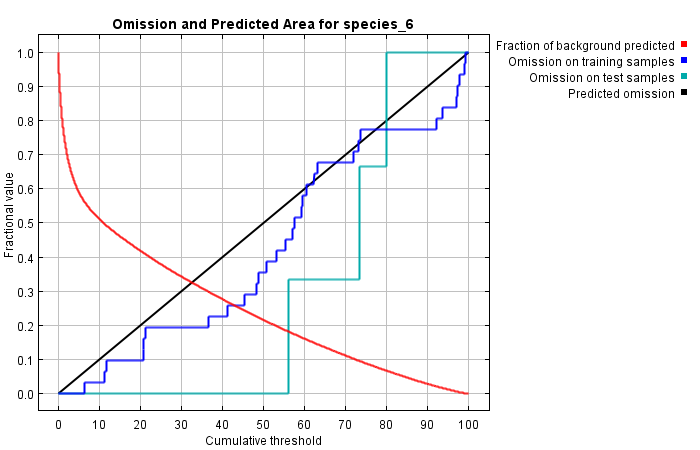 Omission and Predicted Area for species_6
Fraction of background predicted
Omission on training samples
Omission on test samples
Predicted omission
Fractional value
1.0
0.9
0.8
0.7
0.6
0.5
0.4
0.3
0.2
0.1
0.0
0 10 20 30 40 50 60 70 80 90 100
Cumulative threshold